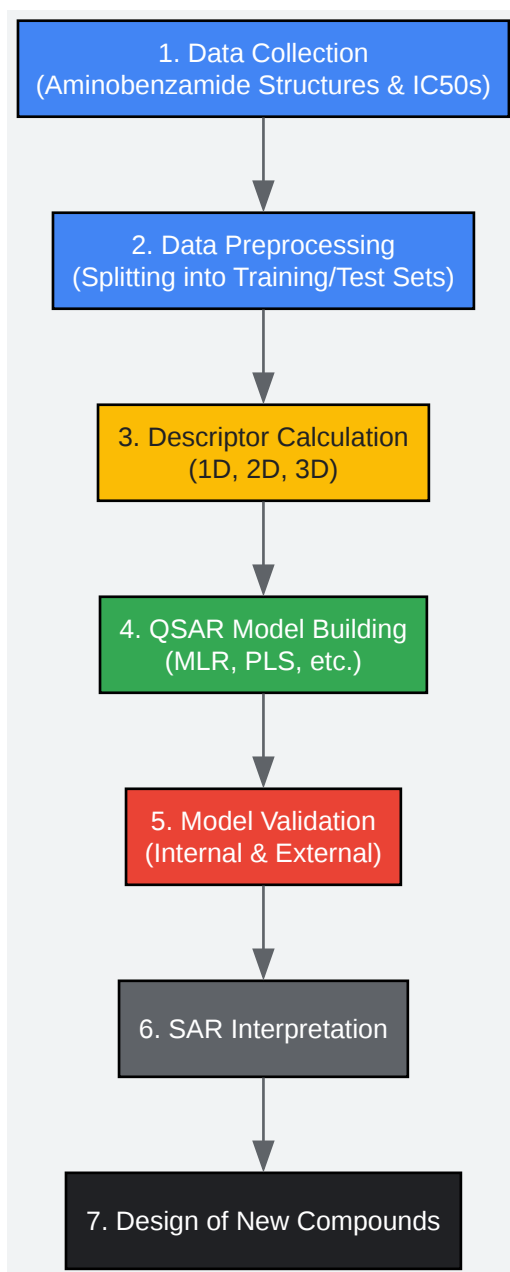 1. Data Collection
(Aminobenzamide Structures & IC50s)
2. Data Preprocessing
(Splitting into Training/Test Sets)
3. Descriptor Calculation
(1D, 2D, 3D)
4. QSAR Model Building
(MLR, PLS, etc.)
5. Model Validation
(Internal & External)
6. SAR Interpretation
7. Design of New Compounds